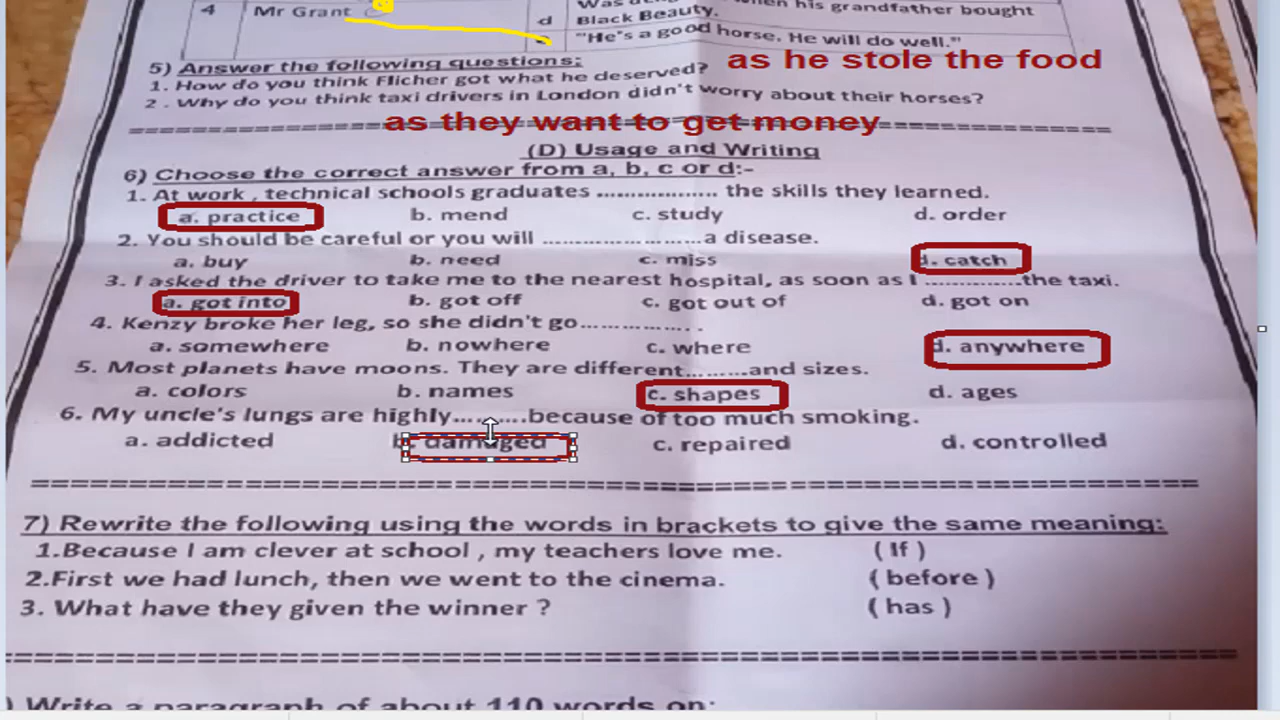 4 Mr Grant
when his grandfather bought
d Black Beauty.
"He's a good horse. He will do well."
5) Answer the following questions:
as he stole the food
1. How do you think Flicher got what he deserved?
2 . Why do you think taxi drivers in London didn't worry about their horses?
as they want to get money
(D) Usage and Writing
6) Choose the correct answer from a, b, c or d:-
1. At work , technical schools graduates .................. the skills they learned.
a. practice b. mend c. study d. order
2. You should be careful or you will ........................a disease.
a. buy b. need c. miss d. catch
3. I asked the driver to take me to the nearest hospital, as soon as I ..............the taxi.
a. got into b. got off c. got out of d. got on
4. Kenzy broke her leg, so she didn't go................ .
a. somewhere b. nowhere c. where d. anywhere
5. Most planets have moons. They are different.........and sizes.
a. colors b. names c. shapes d. ages
6. My uncle's lungs are highly.........because of too much smoking.
a. addicted b. damaged c. repaired d. controlled
7) Rewrite the following using the words in brackets to give the same meaning:
1.Because I am clever at school , my teachers love me. ( If )
2.First we had lunch, then we went to the cinema. ( before )
3. What have they given the winner ? ( has )
) Write a paragraph of about 110 words on: